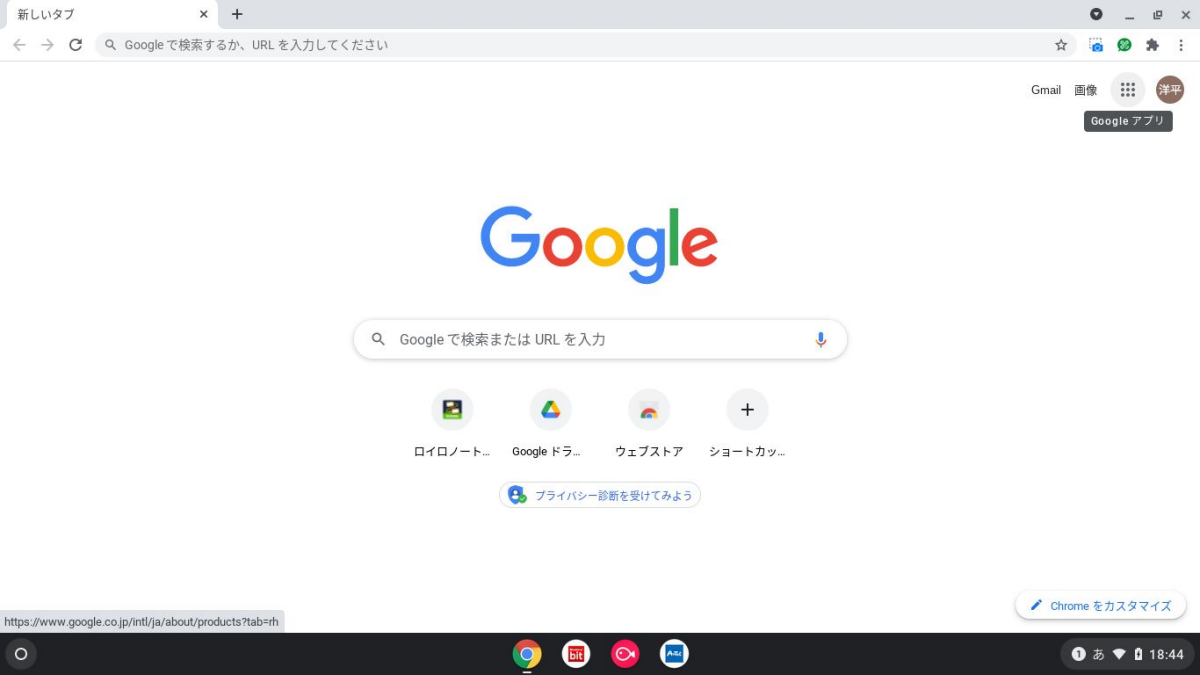 新しいタブ
Google で検索するか、URL を入力してください
Gmail 画像 洋平
Google アプリ
Google
Google で検索または URL を入力
ロイロノート... Google ドラ... ウェブストア ショートカッ...
プライバシー診断を受けてみよう
Chrome をカスタマイズ
https://www.google.co.jp/intl/ja/about/products?tab=rh
bit
1 あ 18:44